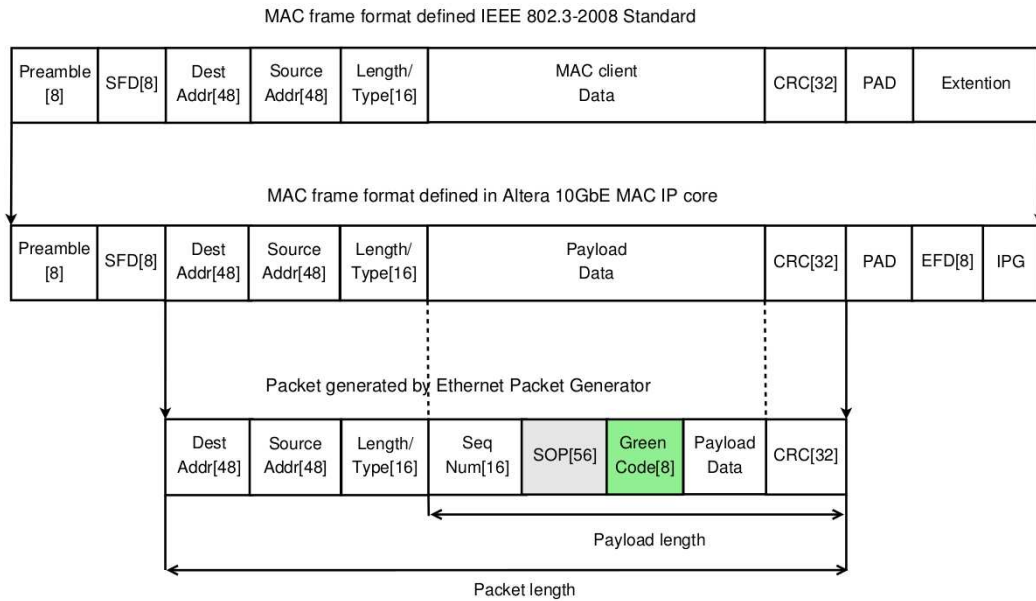 MAC frame format defined IEEE 802.3-2008 Standard
Preamble [8] SFD[8] Dest Addr[48] Source Addr[48] Length/ Type[16] MAC client Data CRC[32] PAD Extention
MAC frame format defined in Altera 10GbE MAC IP core
Preamble [8] SFD[8] Dest Addr[48] Source Addr[48] Length/ Type[16] Payload Data CRC[32] PAD EFD[8] IPG
Packet generated by Ethernet Packet Generator
Dest Addr[48] Source Addr[48] Length/ Type[16] Seq Num[16] SOP[56] Green Code[8] Payload Data CRC[32]
Payload length
Packet length